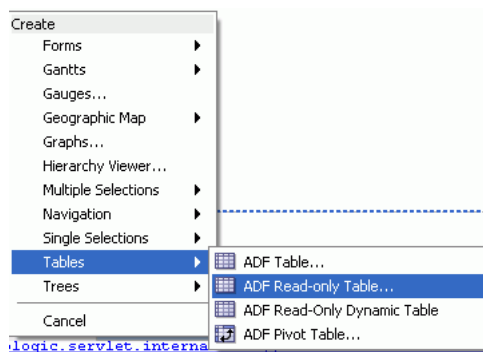 Create
Forms
Gantts
Gauges...
Geographic Map
Graphs...
Hierarchy Viewer...
Multiple Selections
Navigation
Single Selections
Tables
ADF Table...
ADF Read-only Table...
ADF Read-Only Dynamic Table
ADF Pivot Table...
Trees
Cancel
logic.servlet.interna